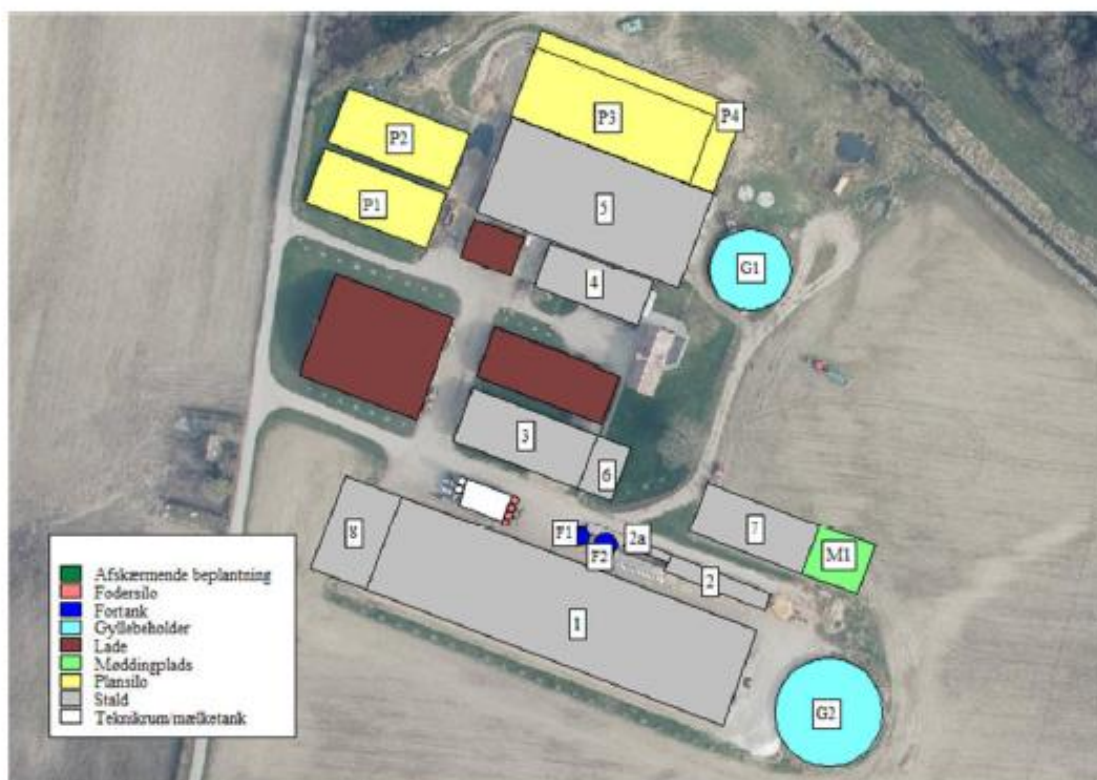 P4
P3
P2
P1
5
G1
4
3
6
8
F1
F2
2a
7
M1
2
1
G2
Afskærmende beplantning
Fodersilo
Fortank
Gyllebeholder
Lade
Møddingplads
Plansilo
Stald
Teknikrum/mælketank